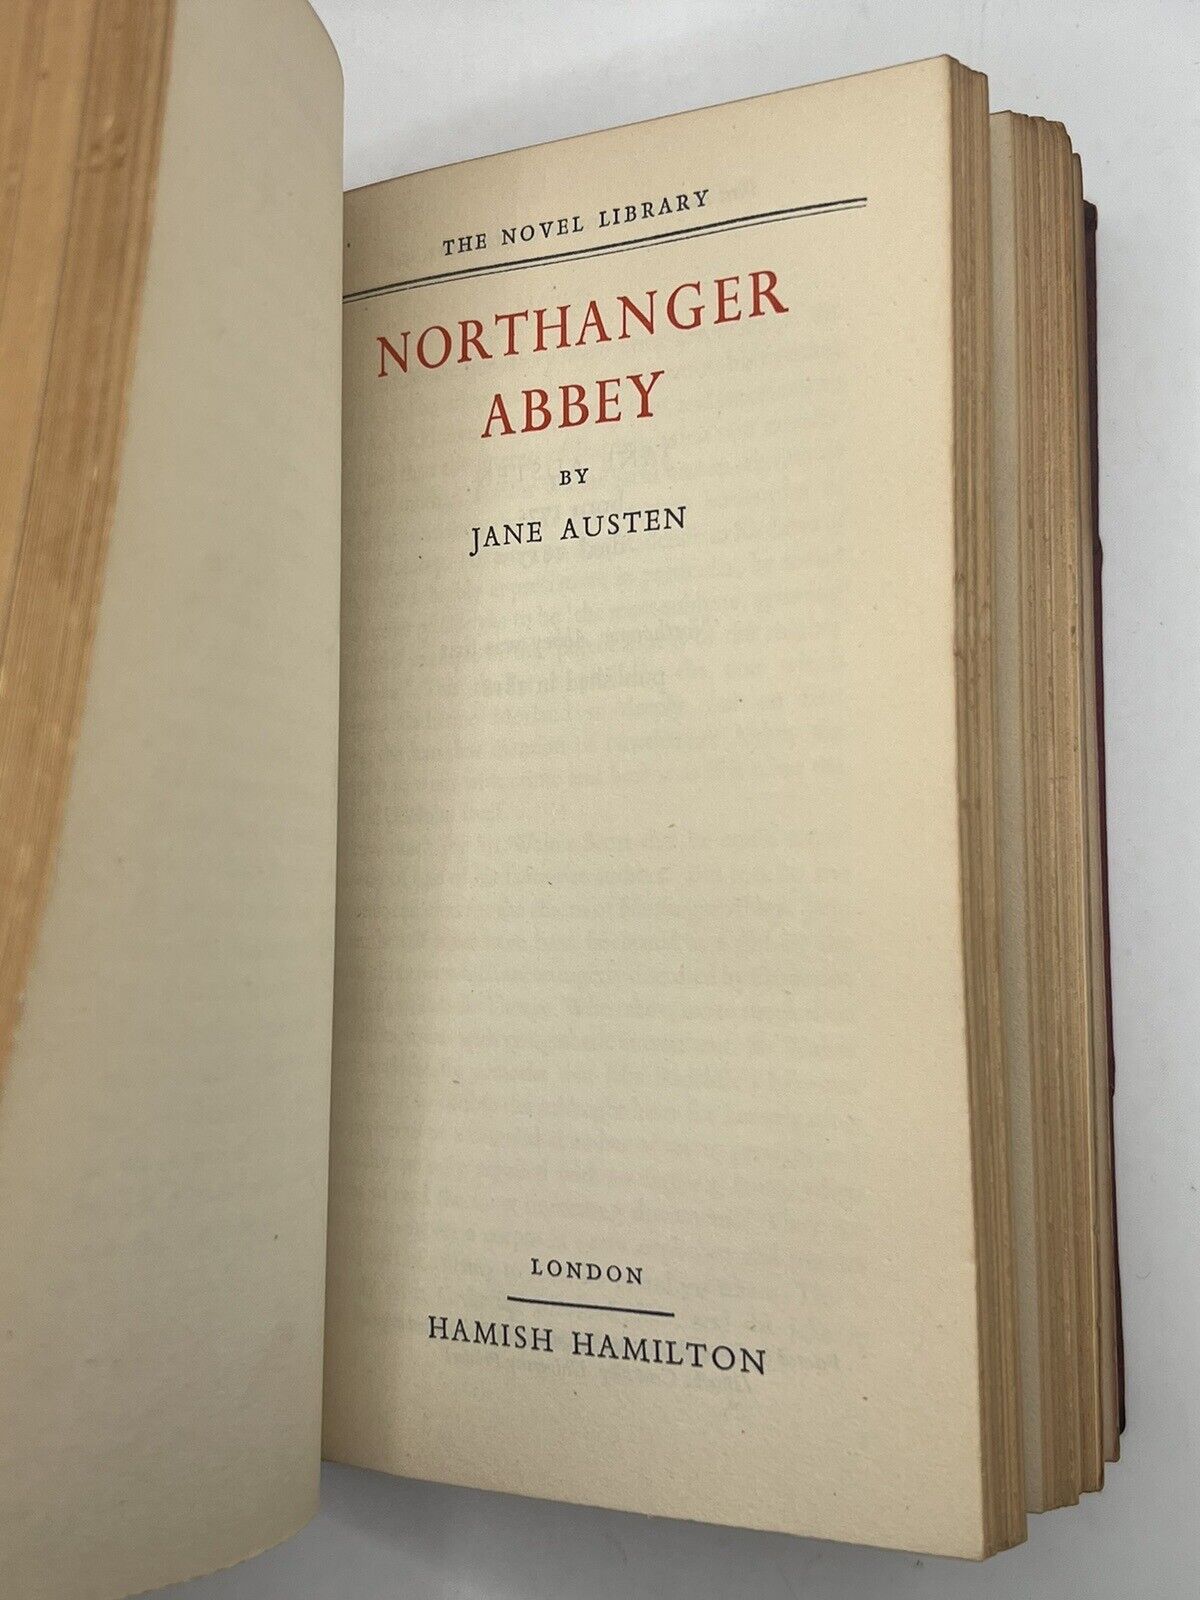 THE NOVEL LIBRARY
NORTHANGER
ABBEY
BY
JANE AUSTEN
LONDON
HAMISH HAMILTON